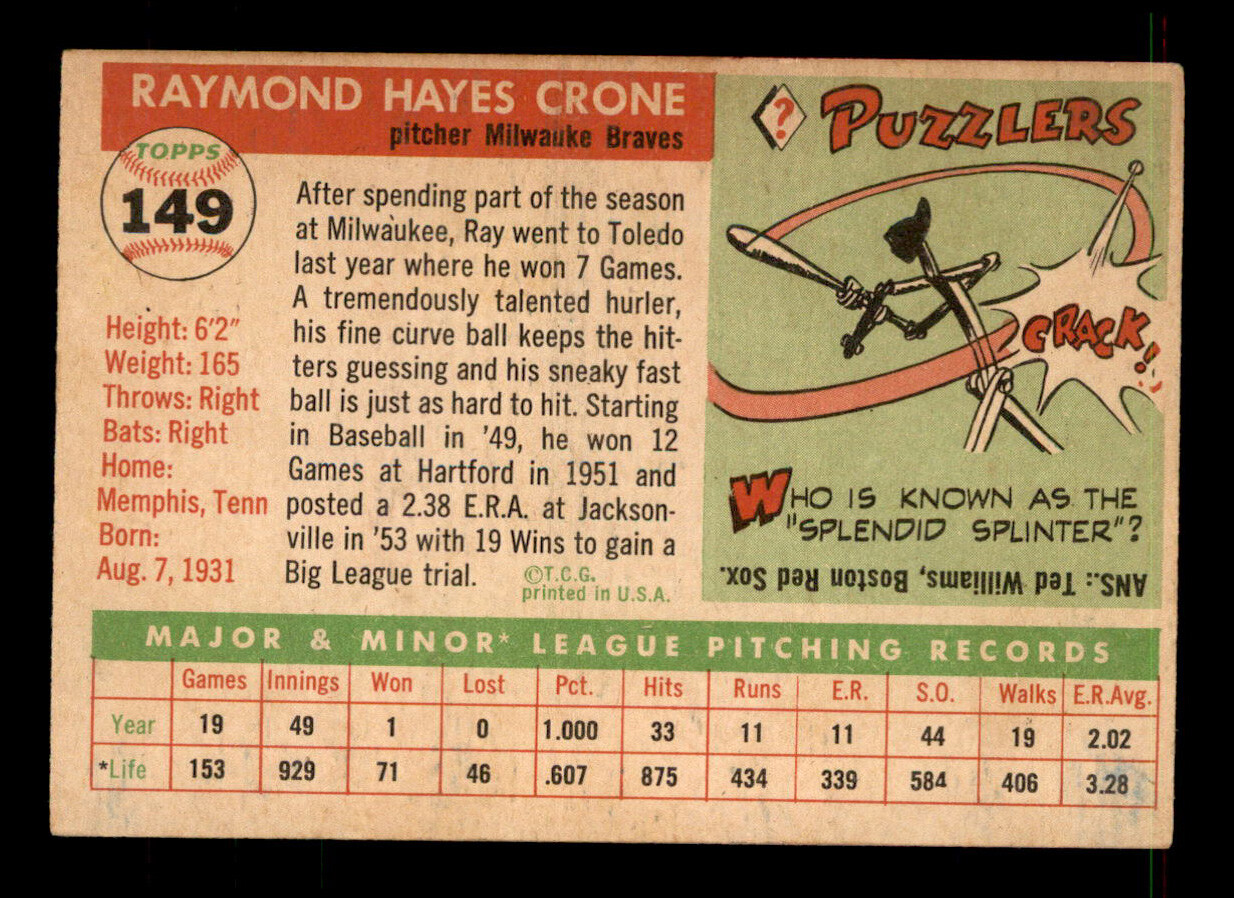 RAYMOND HAYES CRONE
pitcher Milwauke Braves
TOPPS
149
Height: 6'2"
Weight: 165
Throws: Right
Bats: Right
Home:
Memphis, Tenn
Born:
Aug. 7, 1931
After spending part of the season
at Milwaukee, Ray went to Toledo
last year where he won 7 Games.
A tremendously talented hurler,
his fine curve ball keeps the hit-
ters guessing and his sneaky fast
ball is just as hard to hit. Starting
in Baseball in '49, he won 12
Games at Hartford in 1951 and
posted a 2.38 E.R.A. at Jackson-
ville in '53 with 19 Wins to gain a
Big League trial.
©T.C.G.
printed in U.S.A.
? PUZZLERS
CRACK!
WHO IS KNOWN AS THE
"SPLENDID SPLINTER"?
ANS.: Ted Williams, Boston Red Sox.
MAJOR & MINOR* LEAGUE PITCHING RECORDS
Games Innings Won Lost Pct. Hits Runs E.R. S.O. Walks E.R.Avg.
Year 19 49 1 0 1.000 33 11 11 44 19 2.02
*Life 153 929 71 46 .607 875 434 339 584 406 3.28